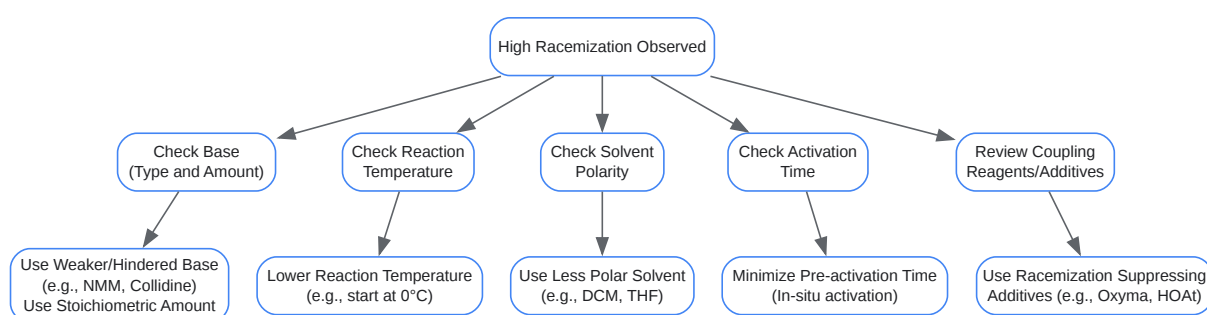 High Racemization Observed
Check Base
(Type and Amount)
Check Reaction
Temperature
Check Solvent
Polarity
Check Activation
Time
Review Coupling
Reagents/Additives
Use Weaker/Hindered Base
(e.g., NMM, Collidine)
Use Stoichiometric Amount
Lower Reaction Temperature
(e.g., start at 0°C)
Use Less Polar Solvent
(e.g., DCM, THF)
Minimize Pre-activation Time
(In-situ activation)
Use Racemization Suppressing
Additives (e.g., Oxyma, HOAt)